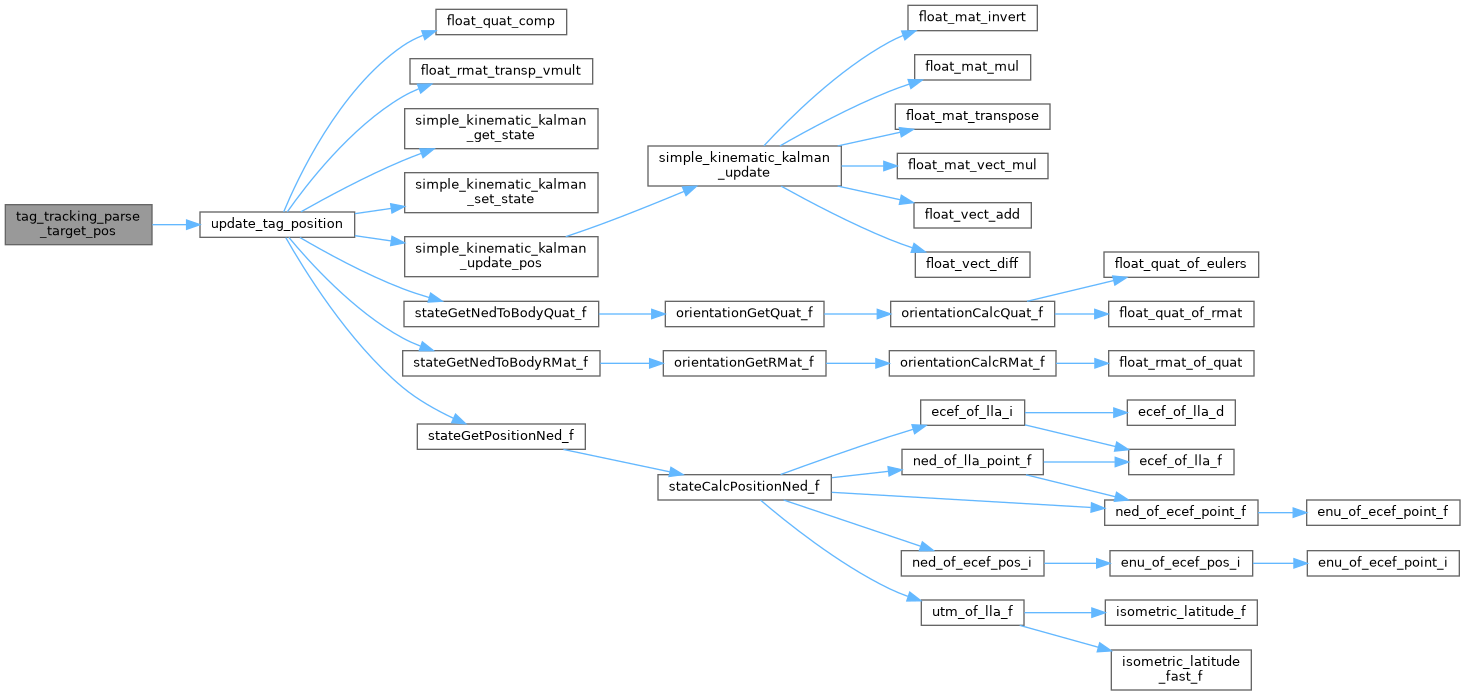 tag_tracking_parse
_target_pos
update_tag_position
float_quat_comp
float_rmat_transp_vmult
simple_kinematic_kalman
_get_state
simple_kinematic_kalman
_set_state
simple_kinematic_kalman
_update_pos
simple_kinematic_kalman
_update
float_mat_invert
float_mat_mul
float_mat_transpose
float_mat_vect_mul
float_vect_add
float_vect_diff
stateGetNedToBodyQuat_f
orientationGetQuat_f
orientationCalcQuat_f
float_quat_of_eulers
float_quat_of_rmat
stateGetNedToBodyRMat_f
orientationGetRMat_f
orientationCalcRMat_f
float_rmat_of_quat
stateGetPositionNed_f
stateCalcPositionNed_f
ecef_of_lla_i
ecef_of_lla_d
ecef_of_lla_f
ned_of_lla_point_f
ned_of_ecef_point_f
enu_of_ecef_point_f
ned_of_ecef_pos_i
enu_of_ecef_pos_i
enu_of_ecef_point_i
utm_of_lla_f
isometric_latitude_f
isometric_latitude
_fast_f